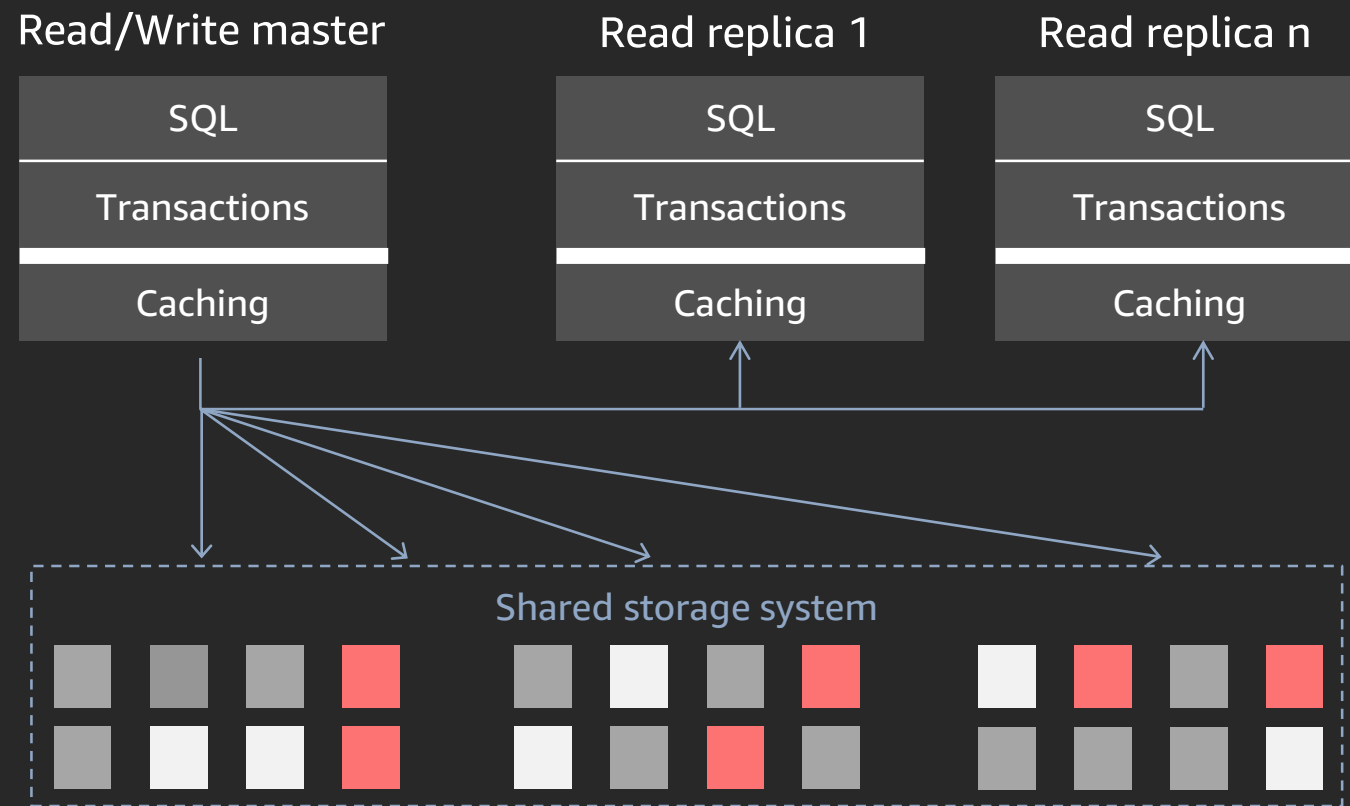 Read/Write master
Read replica 1
Read replica n
SQL
SQL
SQL
Transactions
Transactions
Transactions
Caching
Caching
Caching
Shared storage system